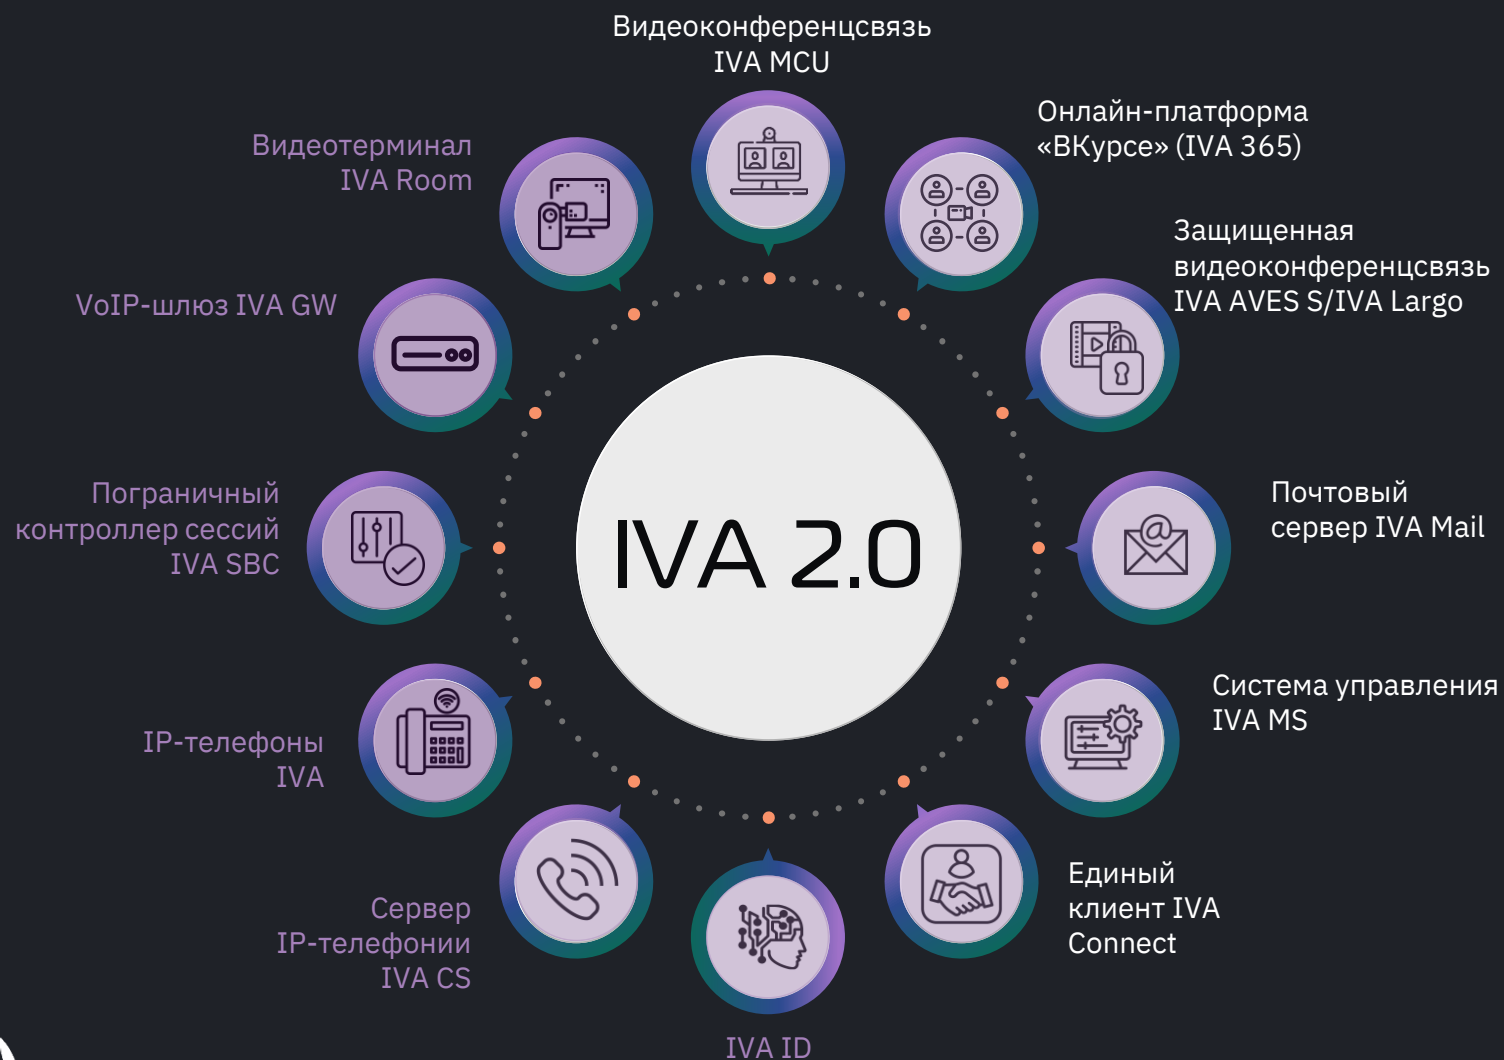 Видеоконференцсвязь
IVA MCU
Онлайн-платформа
«ВКурсе» (IVA 365)
Защищенная
видеоконференцсвязь
IVA AVES S/IVA Largo
Почтовый
сервер IVA Mail
Система управления
IVA MS
Единый
клиент IVA
Connect
IVA ID
Сервер
IP-телефонии
IVA CS
IP-телефоны
IVA
Пограничный
контроллер сессий
IVA SBC
VoIP-шлюз IVA GW
Видеотерминал
IVA Room
IVA 2.0
@